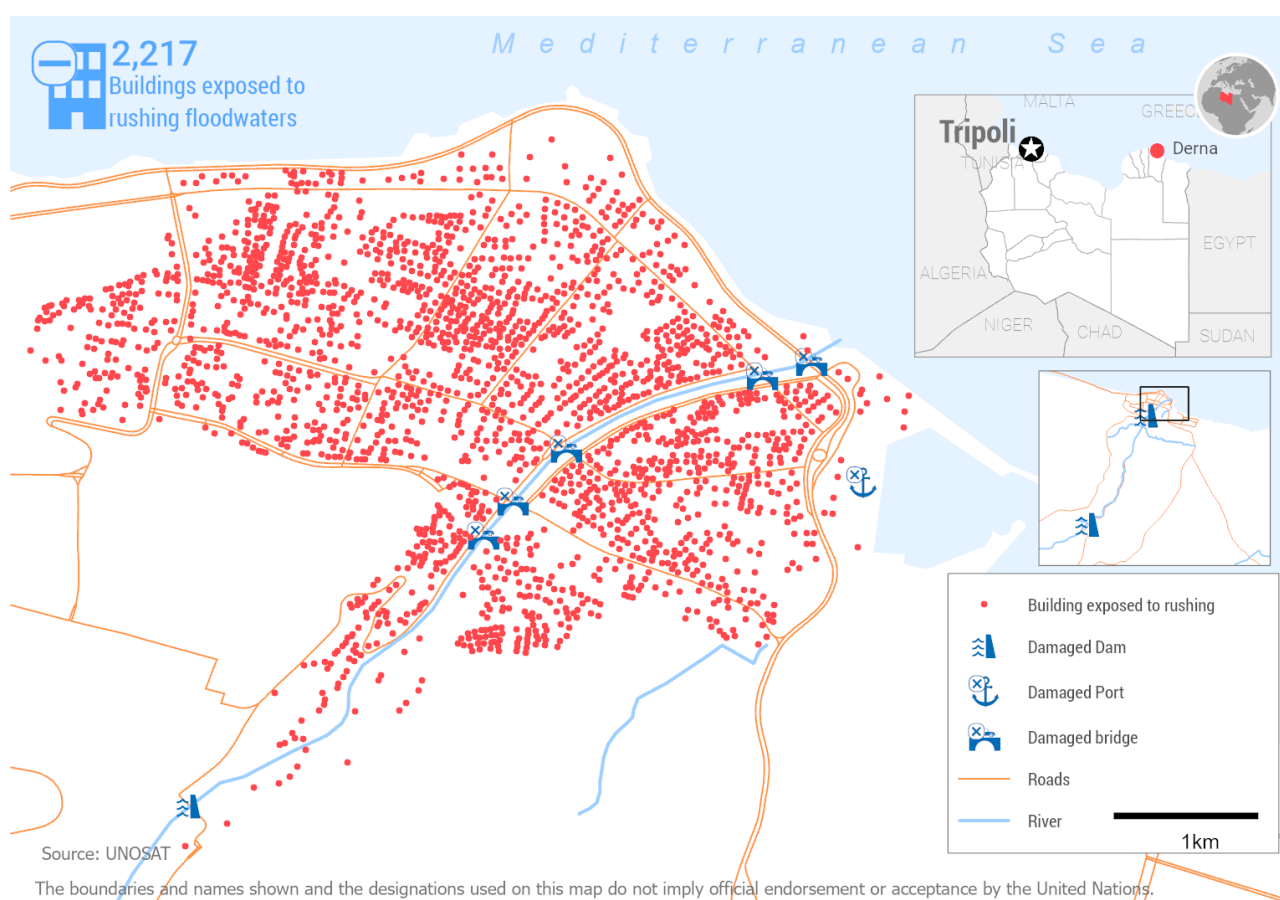 Mediterranean Sea
2,217
Buildings exposed to
rushing floodwaters
MALTA
GREEC
Tripoli
Derna
TUNISIA
EGYPT
ALGERIA
NIGER
CHAD
SUDAN
Building exposed to rushing
Damaged Dam
Damaged Port
Damaged bridge
Roads
River
1km
Source: UNOSAT
The boundaries and names shown and the designations used on this map do not imply official endorsement or acceptance by the United Nations.